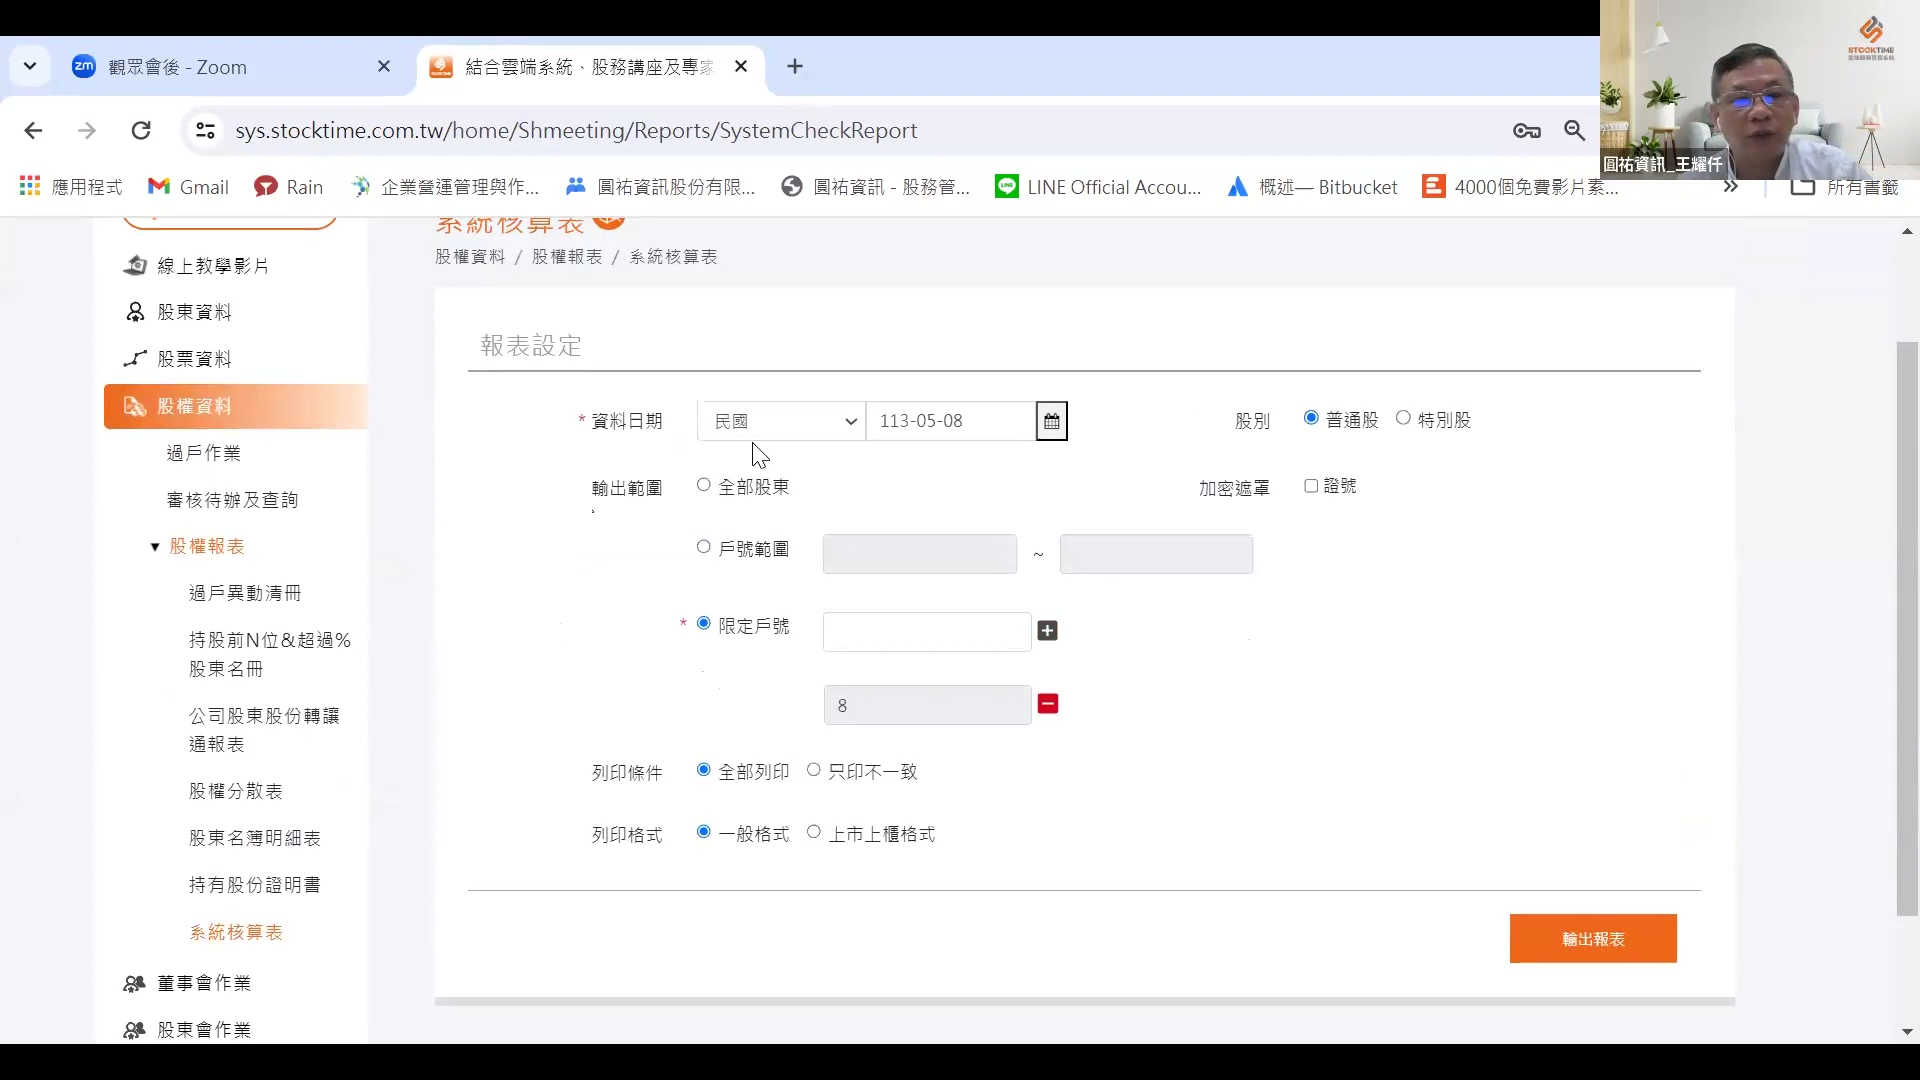 觀眾會後 - Zoom
結合雲端系統、股務講座及專家
sys.stocktime.com.tw/home/Shmeeting/Reports/SystemCheckReport
應用程式
Gmail
Rain
企業營運管理與作...
圓祐資訊股份有限...
圓祐資訊 - 股務管...
LINE Official Accou...
概述— Bitbucket
4000個免費影片素...
所有書籤
STOCKTIME
圓祐資訊_王耀仟
線上教學影片
股東資料
股票資料
股權資料
過戶作業
審核待辦及查詢
股權報表
過戶異動清冊
持股前N位&超過%
股東名冊
公司股東股份轉讓
通報表
股權分散表
股東名簿明細表
持有股份證明書
系統核算表
董事會作業
股東會作業
系統核算表
股權資料 / 股權報表 / 系統核算表
報表設定
* 資料日期 民國 113-05-08 股別 普通股 特別股
輸出範圍 全部股東 加密遮罩 證號
戶號範圍 ~
* 限定戶號
8
列印條件 全部列印 只印不一致
列印格式 一般格式 上市上櫃格式
輸出報表